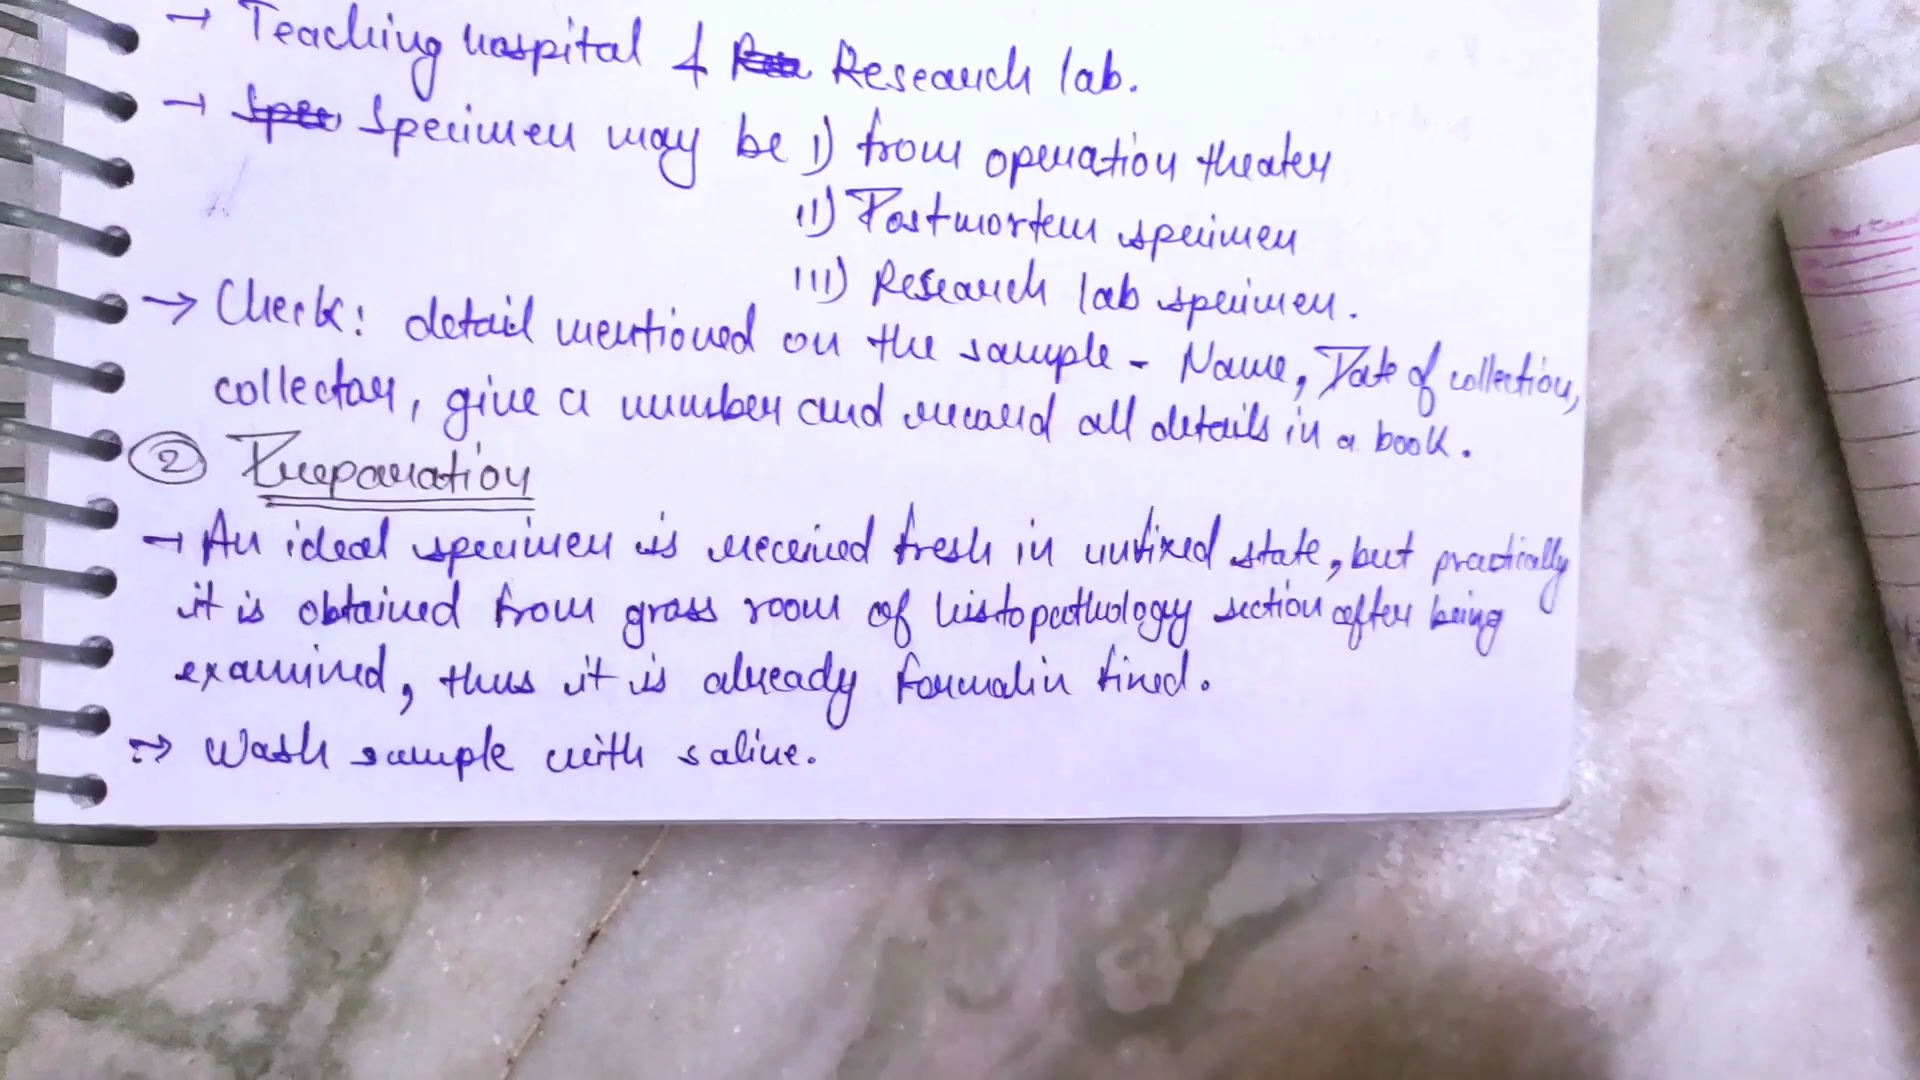 → Teaching hospital & Research lab.
→ Specimen may be I) from operation theater
II) Postmortem specimen
III) Research lab specimen.
→ Check: detail mentioned on the sample - Name, Date of collection,
collector, give a number and record all details in a book.
② Preparation
→ An ideal specimen is received fresh in unfixed state, but practically
it is obtained from gross room of histopathology section after being
examined, thus it is already formalin fixed.
→ Wash sample with saline.